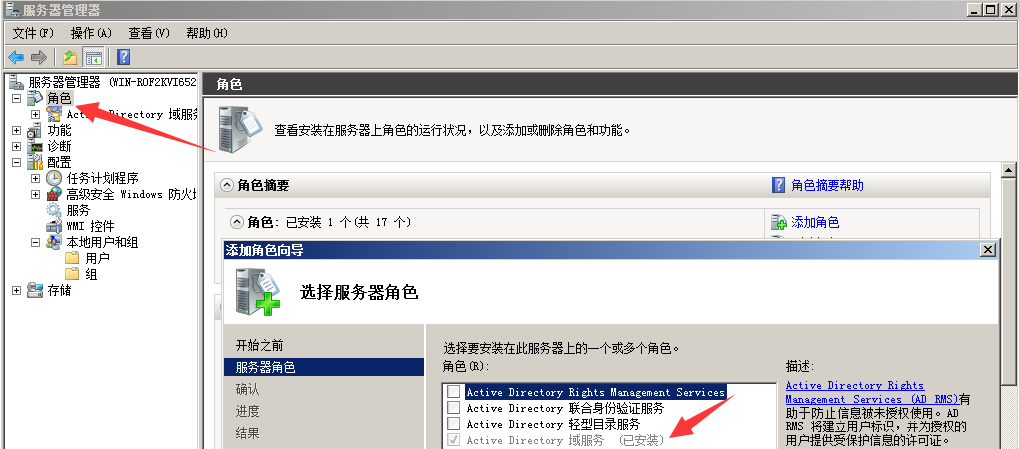 服务器管理器
文件(F) 操作(A) 查看(V) 帮助(H)
服务器管理器 (WIN-ROF2KVI652
角色
Active Directory 域服务
功能
诊断
配置
任务计划程序
高级安全 Windows 防火墙
服务
WMI 控件
本地用户和组
用户
组
存储
角色
查看安装在服务器上角色的运行状况，以及添加或删除角色和功能。
角色摘要
角色摘要帮助
角色: 已安装 1 个(共 17 个)
添加角色
添加角色向导
选择服务器角色
开始之前
服务器角色
确认
进度
结果
选择要安装在此服务器上的一个或多个角色。
角色(R):
Active Directory Rights Management Services
Active Directory 联合身份验证服务
Active Directory 轻型目录服务
Active Directory 域服务 (已安装)
描述:
Active Directory Rights
Management Services (AD RMS)有
助于防止信息被未授权使用。AD
RMS 将建立用户标识，并为授权的
用户提供受保护信息的许可证。